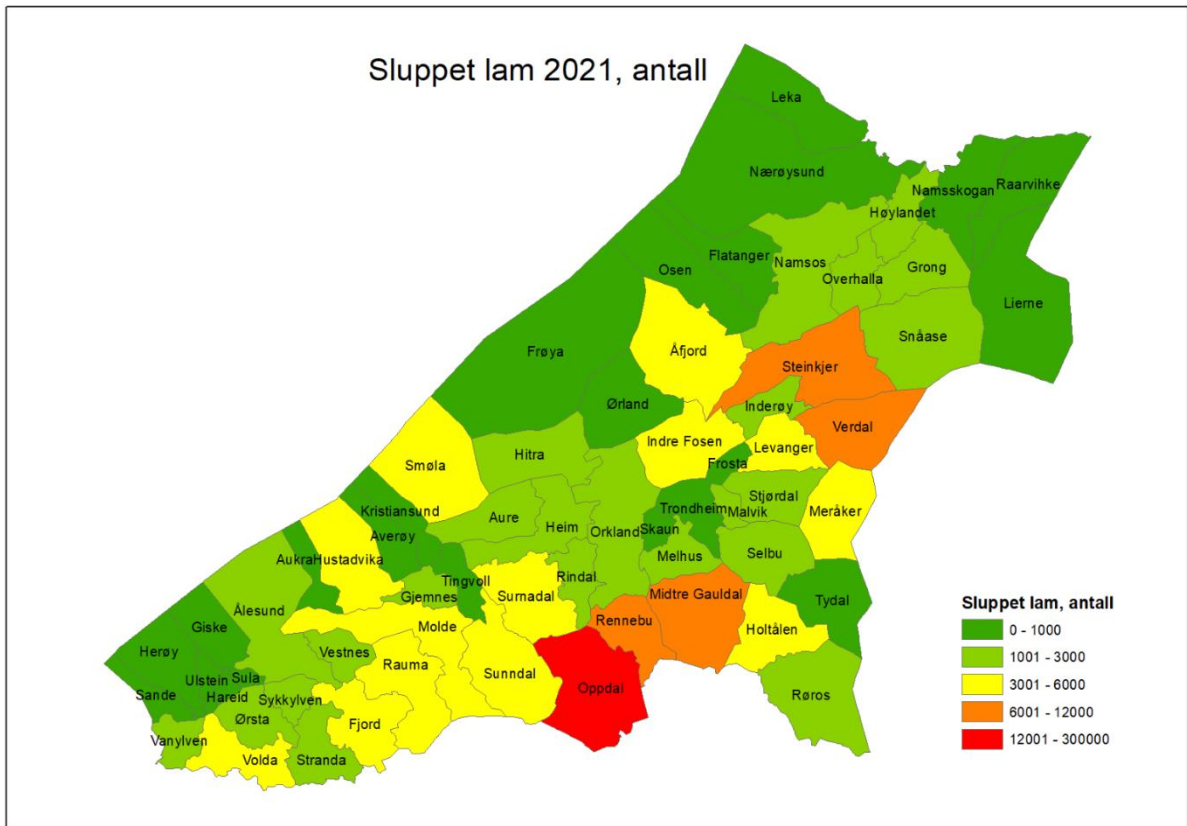 Sluppet lam 2021, antall
Leka
Nærøysund
Namsskogan
Raarvihke
Høylandet
Flatanger
Namsos
Osen
Overhalla
Grong
Lierne
Snåase
Frøya
Åfjord
Steinkjer
Ørland
Inderøy
Verdal
Indre Fosen
Levanger
Hitra
Smøla
Frosta
Stjørdal
Kristiansund
Trondheim
Malvik
Meråker
Aure
Heim
Orkland
Skaun
Averøy
Aukra
Hustadvika
Melhus
Selbu
Tingvoll
Rindal
Gjemnes
Surnadal
Midtre Gauldal
Tydal
Ålesund
Molde
Rennebu
Holtålen
Giske
Herøy
Vestnes
Rauma
Sunndal
Oppdal
Ulstein
Sula
Sande
Hareid
Sykkylven
Røros
Ørsta
Fjord
Vanylven
Volda
Stranda
Sluppet lam, antall
0 - 1000
1001 - 3000
3001 - 6000
6001 - 12000
12001 - 300000